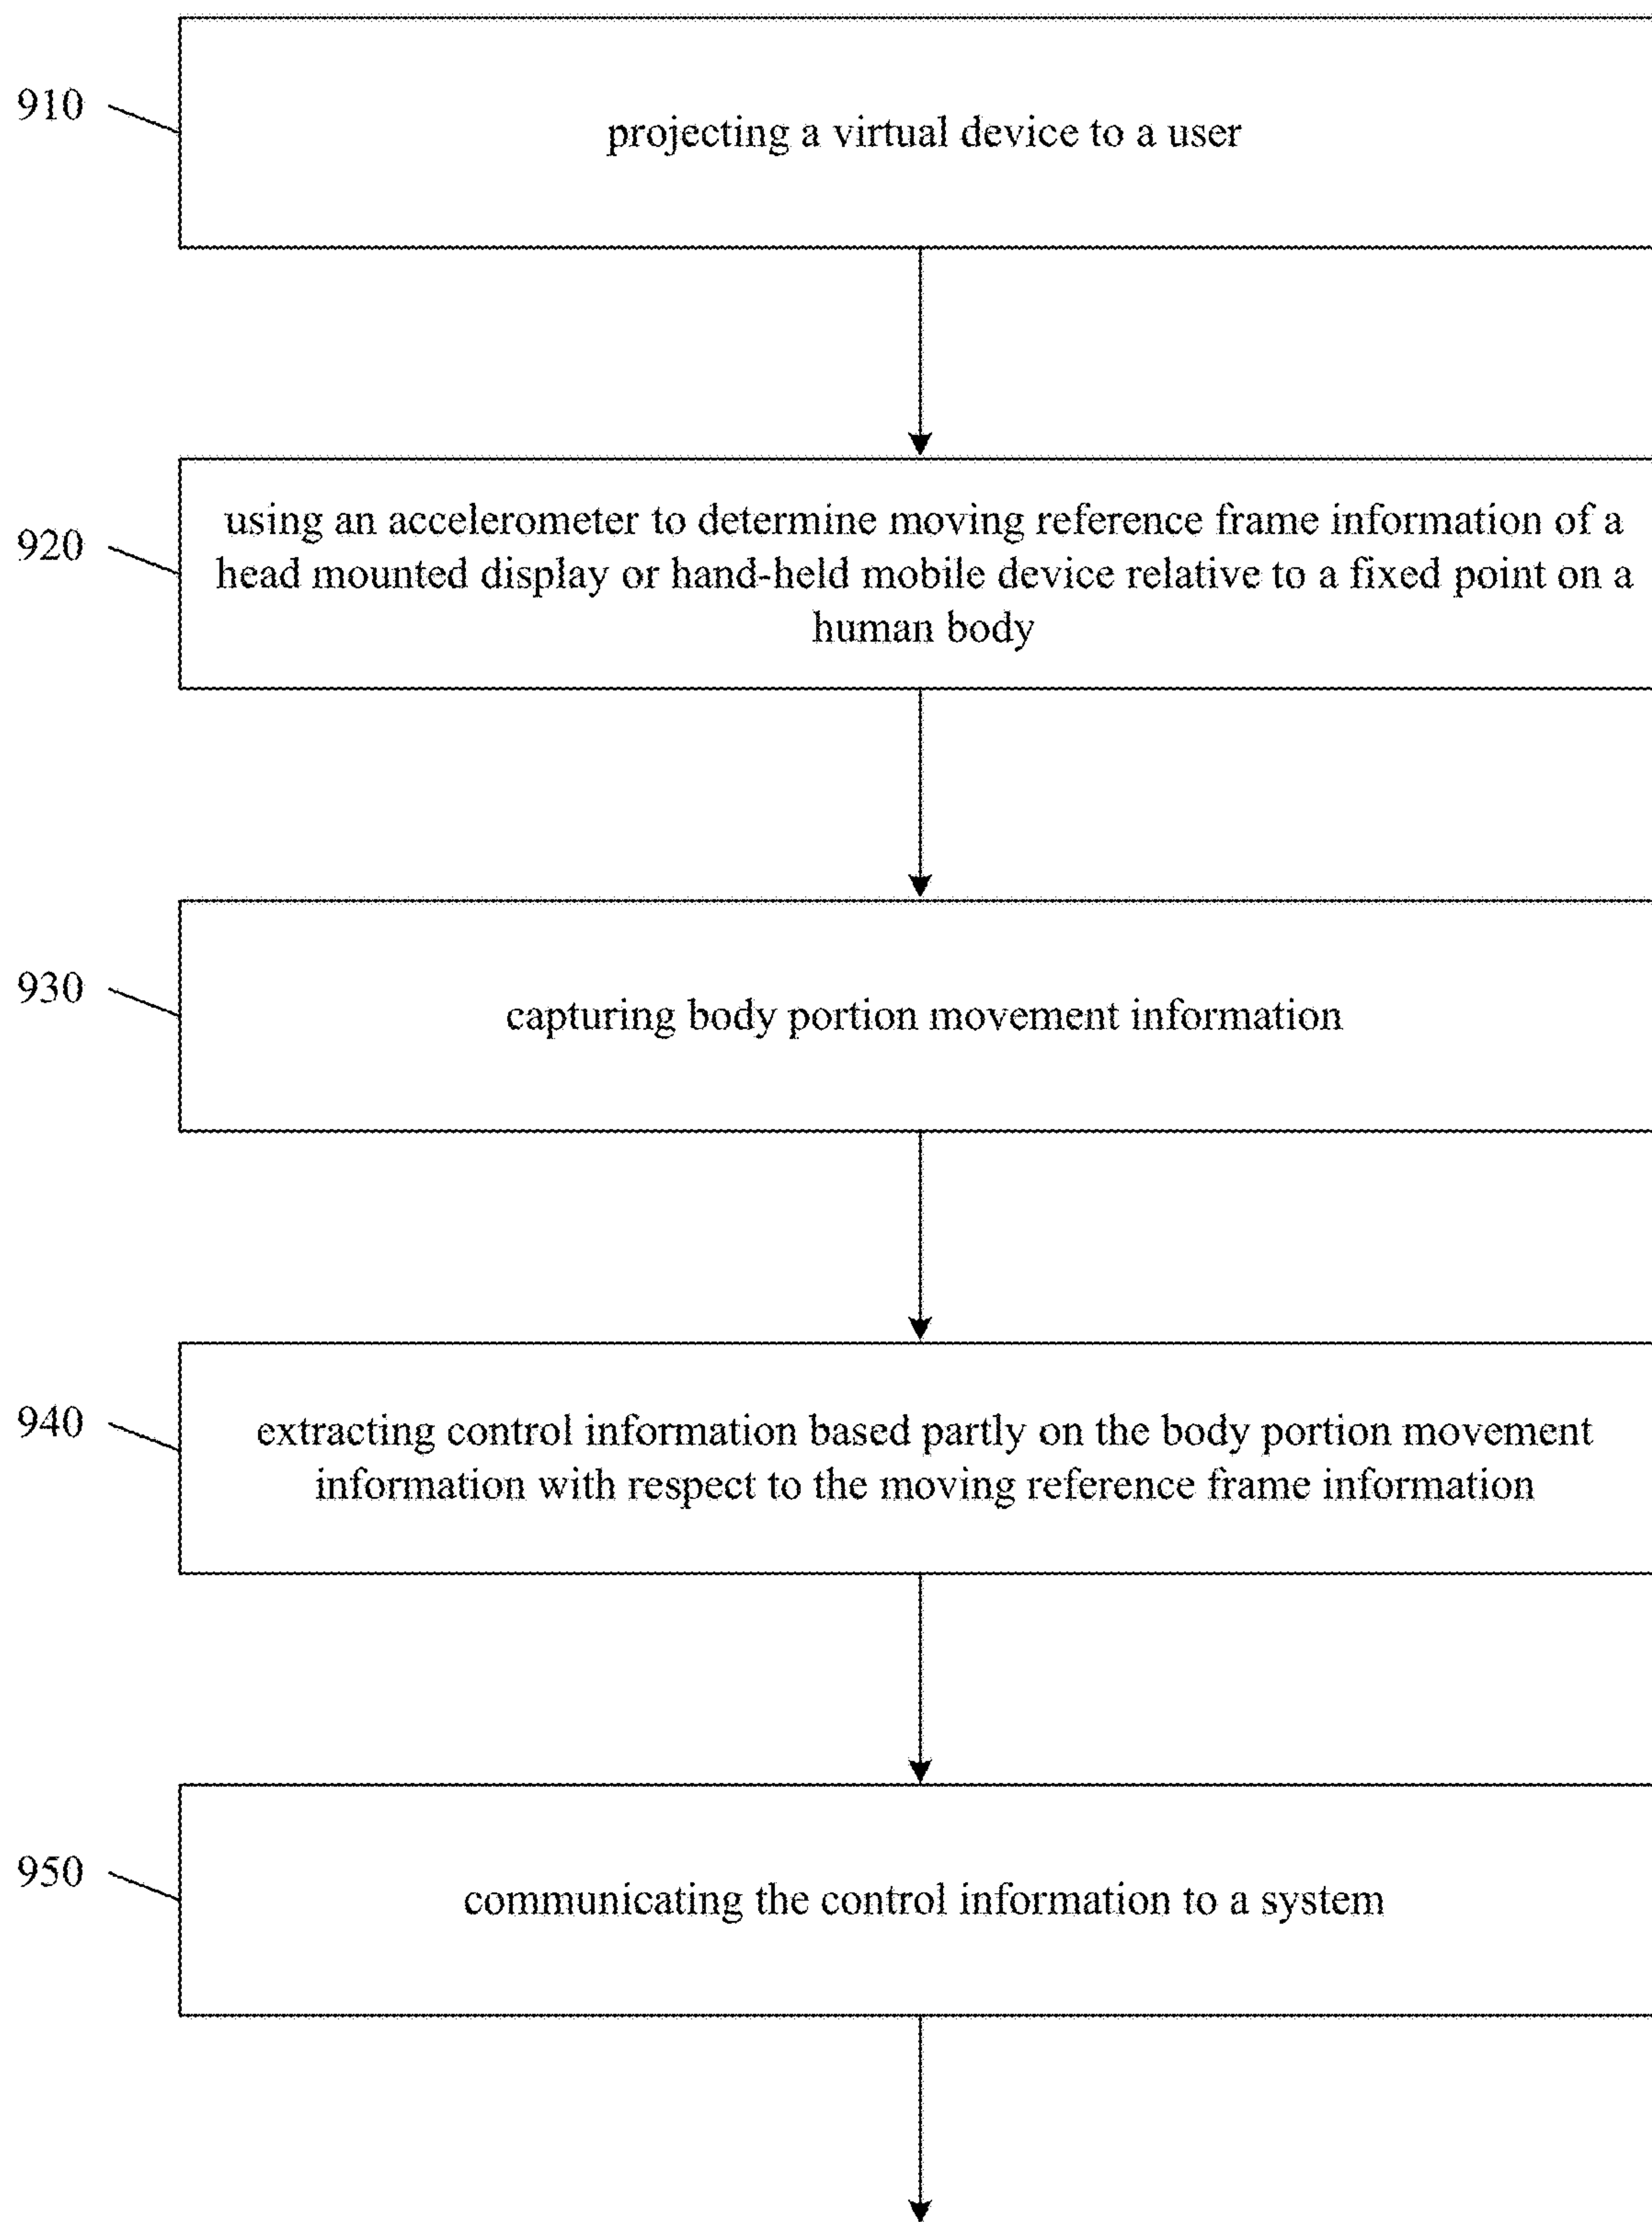 910
projecting a virtual device to a user
920
using an accelerometer to determine moving reference frame information of a
head mounted display or hand-held mobile device relative to a fixed point on a
human body
930
capturing body portion movement information
940
extracting control information based partly on the body portion movement
information with respect to the moving reference frame information
950
communicating the control information to a system